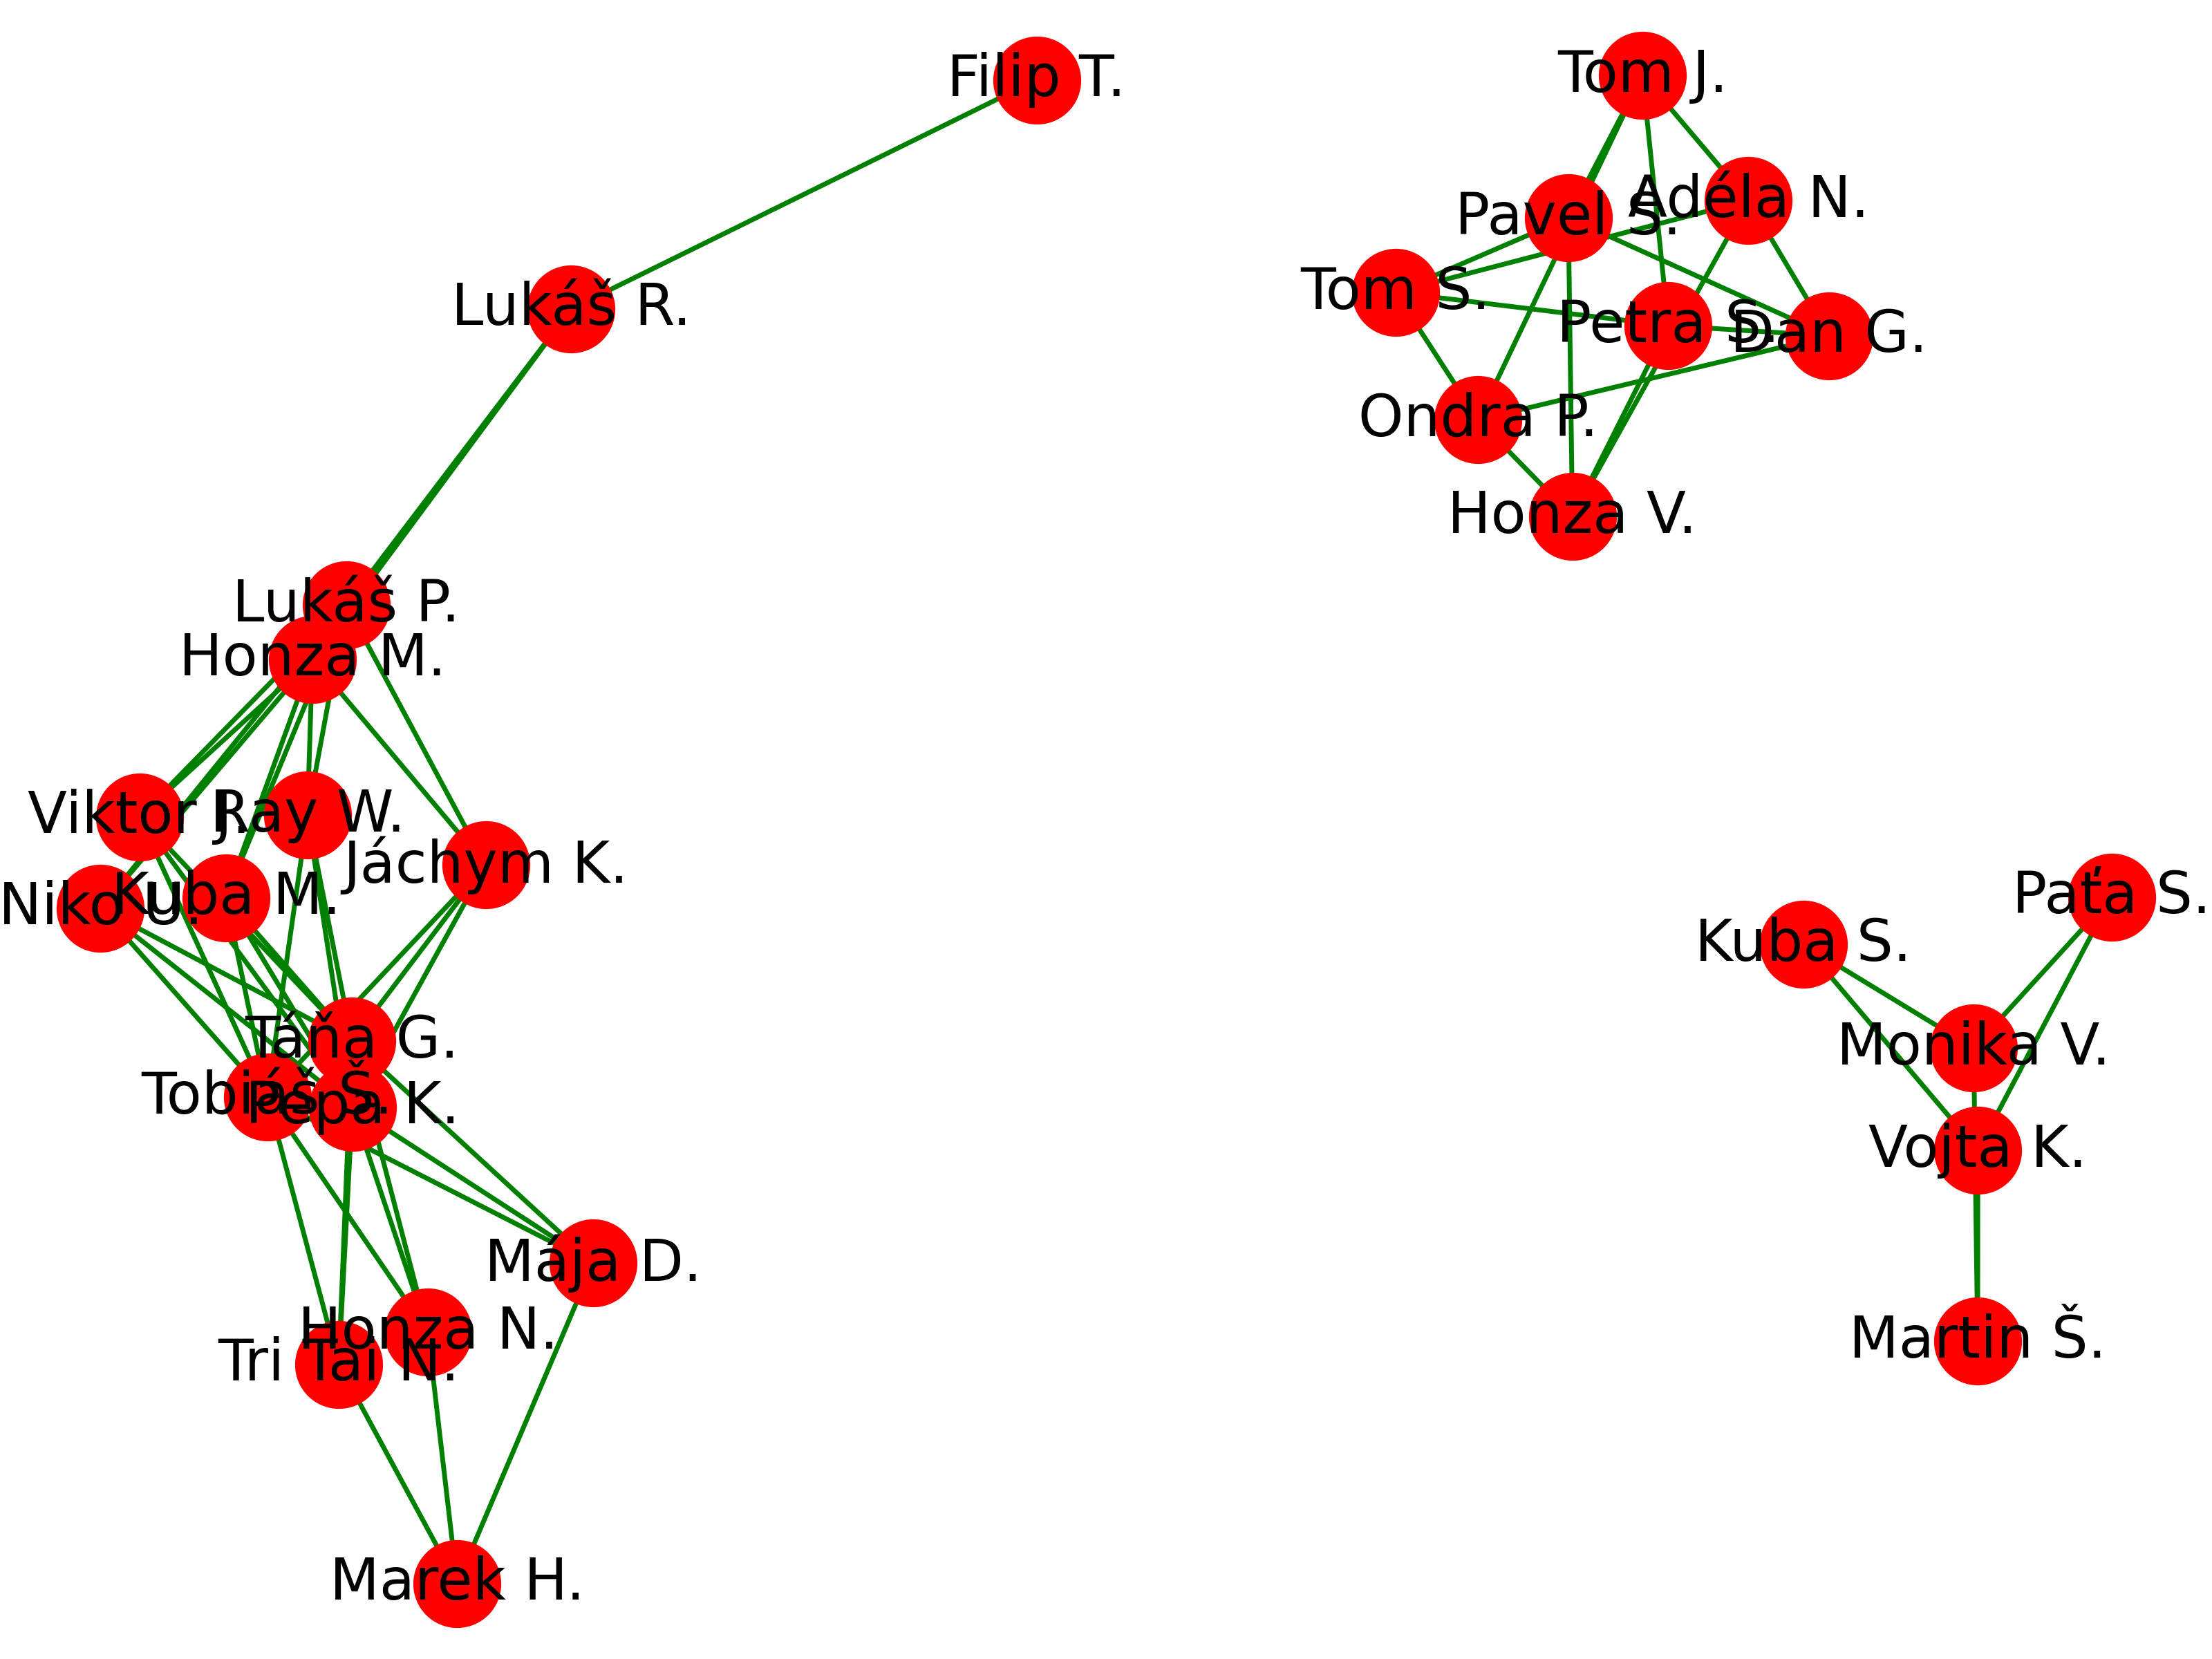 Filip T.
Tom J.
Adéla N.
Pavel S.
Lukáš R.
Tom S.
Petra S.
Dan G.
Ondra P.
Honza V.
Lukáš P.
Honza M.
Viktor R.
Ray W.
Jáchym K.
Niko U.
Kuba M.
Paťa S.
Kuba S.
Táňa G.
Monika V.
Tobiáš Š.
Pepa K.
Vojta K.
Mája D.
Honza N.
Martin Š.
Tri Tai N.
Marek H.